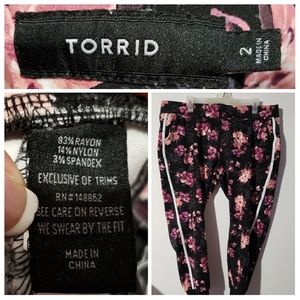 TORRID
2
MADE IN
CHINA
83% RAYON
14% NYLON
3% SPANDEX
EXCLUSIVE OF TRIMS
RN# 148862
SEE CARE ON REVERSE
WE SWEAR BY THE FIT
MADE IN
CHINA